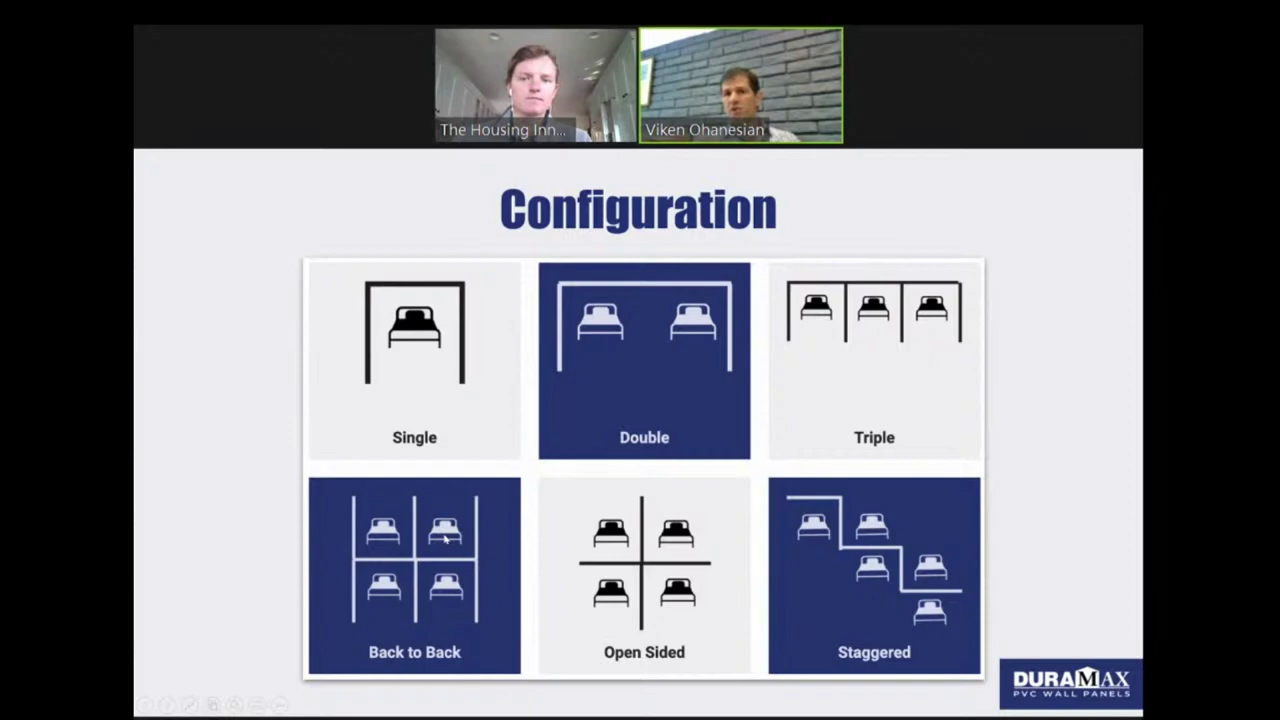 The Housing Inn...
Viken Ohanesian
Configuration
Single
Double
Triple
Back to Back
Open Sided
Staggered
DURAMAX
PVC WALL PANELS